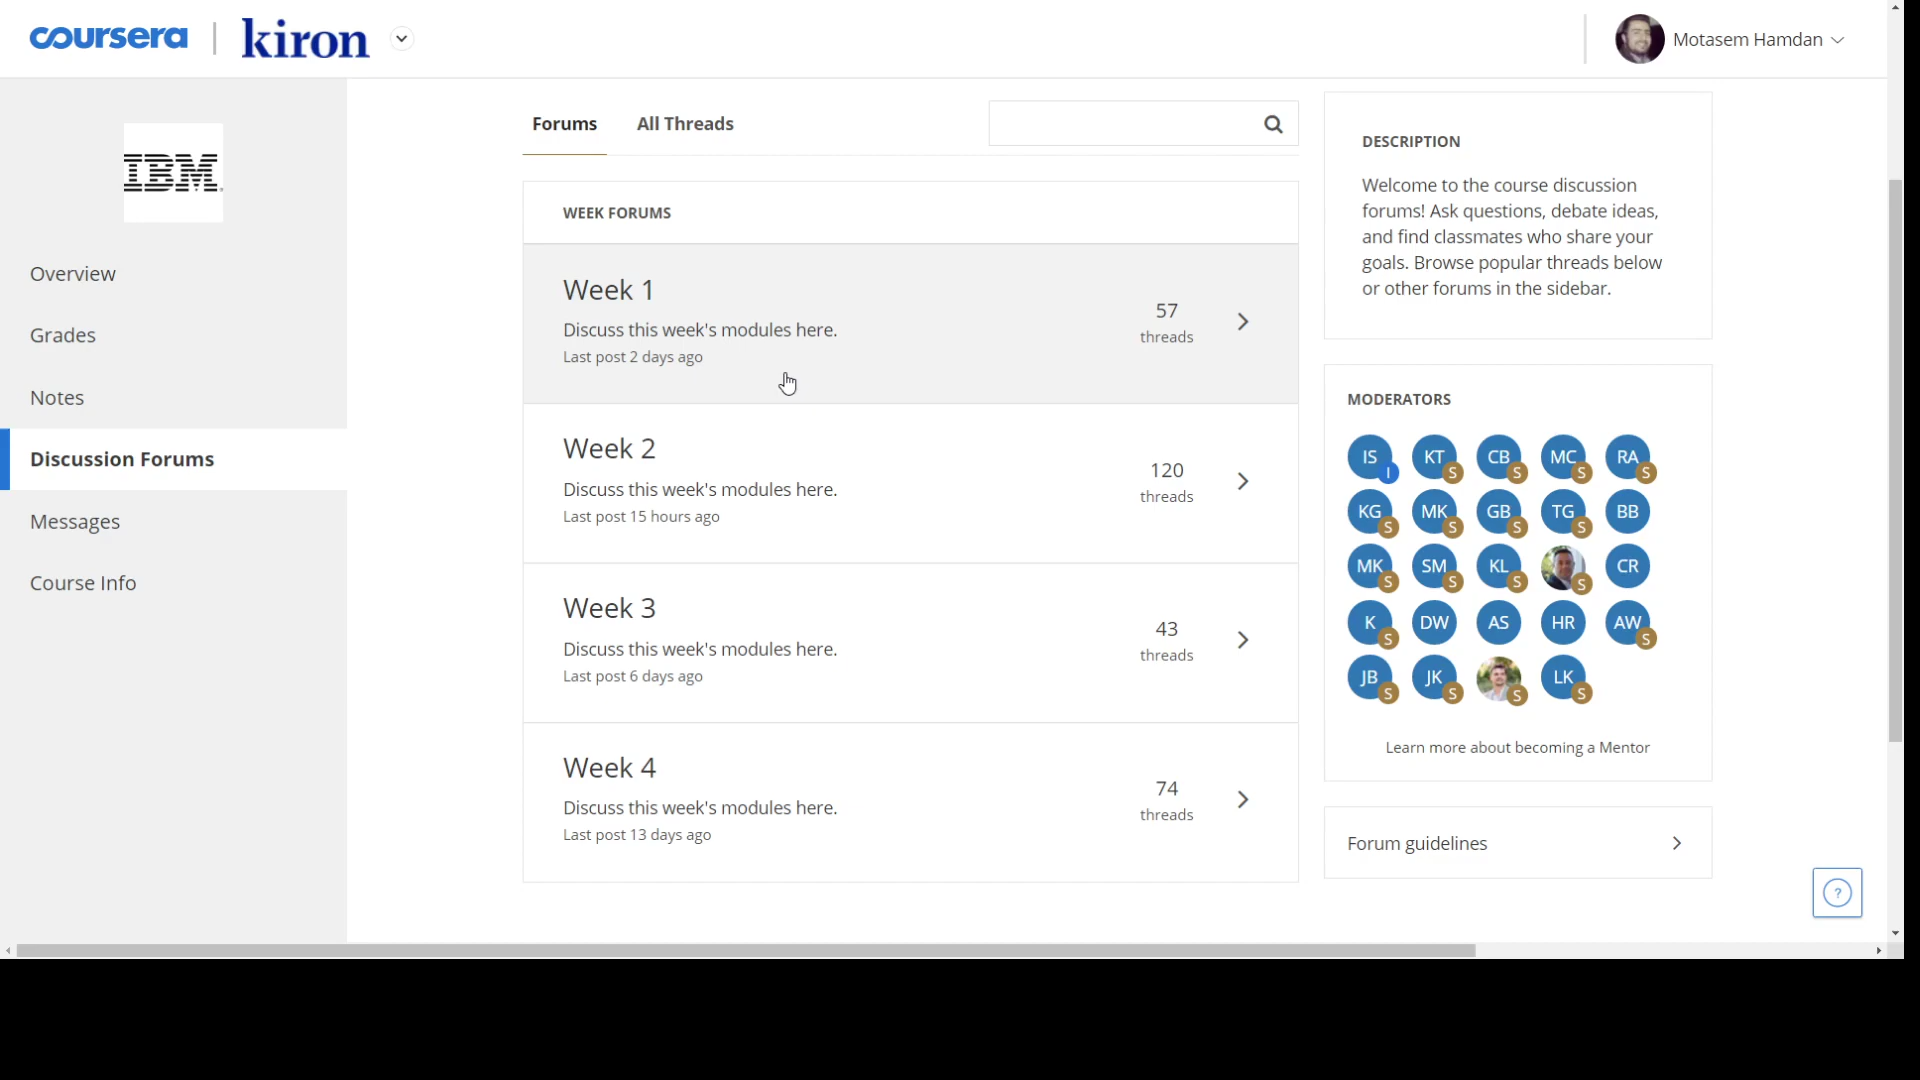 coursera | kiron
Motasem Hamdan
IBM
Overview
Grades
Notes
Discussion Forums
Messages
Course Info
Forums
All Threads
WEEK FORUMS
Week 1
Discuss this week's modules here.
Last post 2 days ago
57
threads
Week 2
Discuss this week's modules here.
Last post 15 hours ago
120
threads
Week 3
Discuss this week's modules here.
Last post 6 days ago
43
threads
Week 4
Discuss this week's modules here.
Last post 13 days ago
74
threads
DESCRIPTION
Welcome to the course discussion
forums! Ask questions, debate ideas,
and find classmates who share your
goals. Browse popular threads below
or other forums in the sidebar.
MODERATORS
IS I KT S CB S MC S RA S
KG S MK S GB S TG S BB
MK S SM S KL S S CR
K S DW AS HR AW S
JB S JK S S LK S
Learn more about becoming a Mentor
Forum guidelines
?